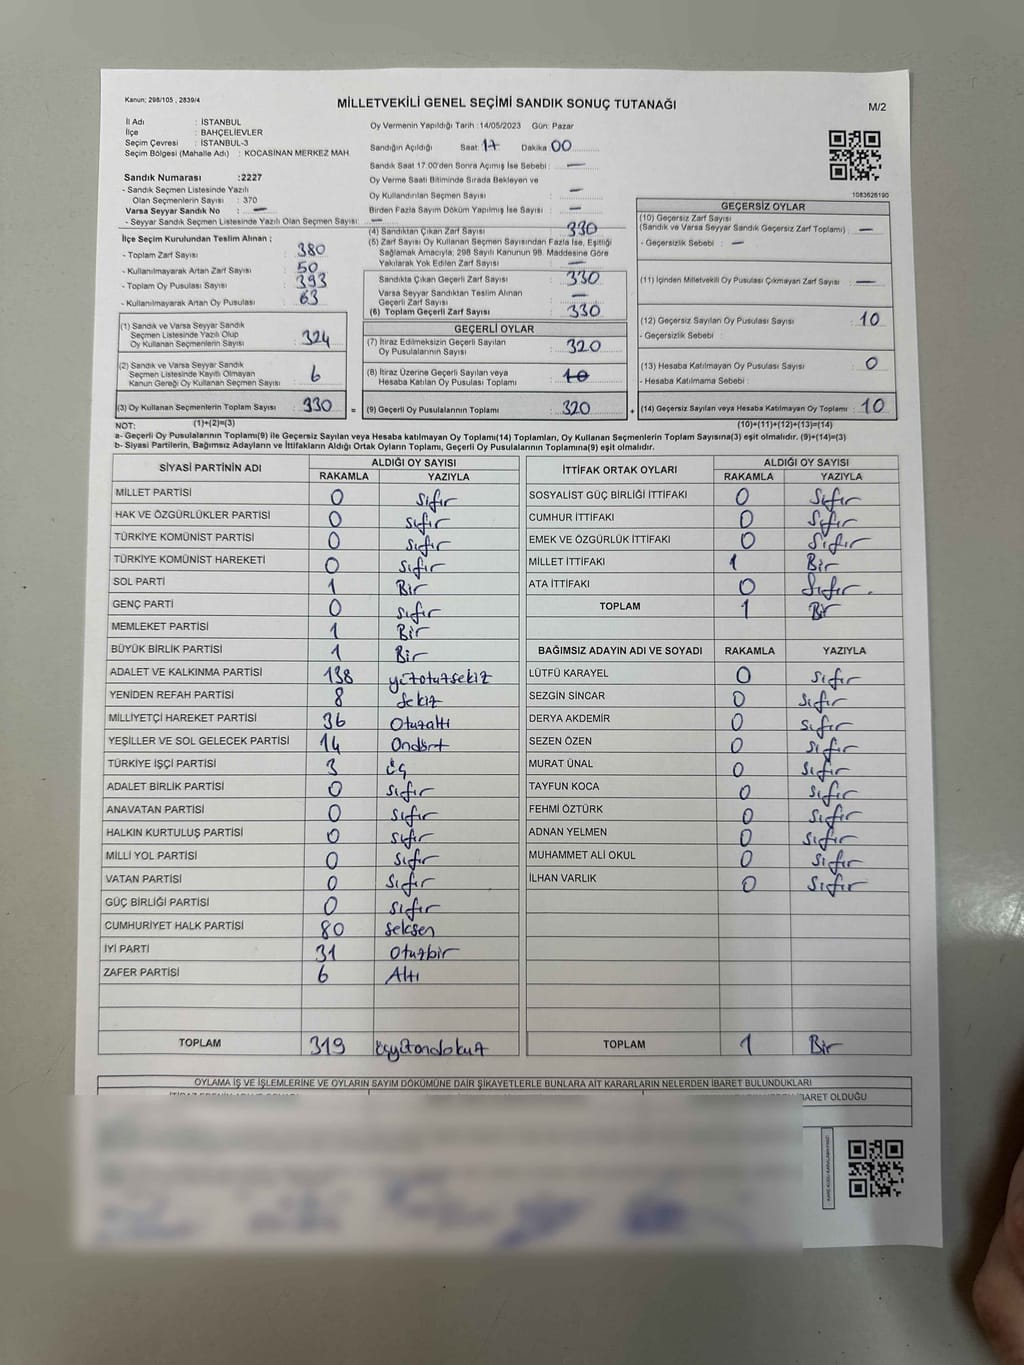 Kanun; 298/105 , 2839/4
MİLLETVEKİLİ GENEL SEÇİMİ SANDIK SONUÇ TUTANAĞI
M/2
İl Adı : İSTANBUL
İlçe : BAHÇELİEVLER
Seçim Çevresi : İSTANBUL-3
Seçim Bölgesi (Mahalle Adı) : KOCASİNAN MERKEZ MAH.
Sandık Numarası :2227
- Sandık Seçmen Listesinde Yazılı
Olan Seçmenlerin Sayısı : 370
Varsa Seyyar Sandık No : —
- Seyyar Sandık Seçmen Listesinde Yazılı Olan Seçmen Sayısı: —
İlçe Seçim Kurulundan Teslim Alınan ;
- Toplam Zarf Sayısı : 380
- Kullanılmayarak Artan Zarf Sayısı : 50
- Toplam Oy Pusulası Sayısı : 393
- Kullanılmayarak Artan Oy Pusulası : 63
(1) Sandık ve Varsa Seyyar Sandık
Seçmen Listesinde Yazılı Olup
Oy Kullanan Seçmenlerin Sayısı : 324
(2) Sandık ve Varsa Seyyar Sandık
Seçmen Listesinde Kayıtlı Olmayan
Kanun Gereği Oy Kullanan Seçmen Sayısı : 6
(3) Oy Kullanan Seçmenlerin Toplam Sayısı : 330 =
Oy Vermenin Yapıldığı Tarih :14/05/2023 Gün: Pazar
Sandığın Açıldığı Saat 17 Dakika 00
Sandık Saat 17.00'den Sonra Açımış İse Sebebi : —
Oy Verme Saati Bitiminde Sırada Bekleyen ve
Oy Kullandırılan Seçmen Sayısı : —
Birden Fazla Sayım Döküm Yapılmış İse Sayısı : —
(4) Sandıktan Çıkan Zarf Sayısı : 330
(5) Zarf Sayısı Oy Kullanan Seçmen Sayısından Fazla İse, Eşitliği
Sağlamak Amacıyla; 298 Sayılı Kanunun 98. Maddesine Göre
Yakılarak Yok Edilen Zarf Sayısı : —
Sandıkta Çıkan Geçerli Zarf Sayısı : 330
Varsa Seyyar Sandıktan Teslim Alınan
Geçerli Zarf Sayısı : —
(6) Toplam Geçerli Zarf Sayısı : 330
GEÇERLİ OYLAR
(7) İtiraz Edilmeksizin Geçerli Sayılan
Oy Pusulalarının Sayısı : 320
(8) İtiraz Üzerine Geçerli Sayılan veya
Hesaba Katılan Oy Pusulası Toplamı : 10
(9) Geçerli Oy Pusulalarının Toplamı : 320 +
1083626190
GEÇERSİZ OYLAR
(10) Geçersiz Zarf Sayısı
(Sandık ve Varsa Seyyar Sandık Geçersiz Zarf Toplamı) : —
- Geçersizlik Sebebi : —
(11) İçinden Milletvekili Oy Pusulası Çıkmayan Zarf Sayısı : —
(12) Geçersiz Sayılan Oy Pusulası Sayısı : 10
- Geçersizlik Sebebi :
(13) Hesaba Katılmayan Oy Pusulası Sayısı : 0
- Hesaba Katılmama Sebebi :
(14) Geçersiz Sayılan veya Hesaba Katılmayan Oy Toplamı : 10
NOT: (1)+(2)=(3) (10)+(11)+(12)+(13)=(14)
a- Geçerli Oy Pusulalarının Toplamı(9) ile Geçersiz Sayılan veya Hesaba katılmayan Oy Toplamı(14) Toplamları, Oy Kullanan Seçmenlerin Toplam Sayısına(3) eşit olmalıdır. (9)+(14)=(3)
b- Siyasi Partilerin, Bağımsız Adayların ve İttifakların Aldığı Ortak Oyların Toplamı, Geçerli Oy Pusulalarının Toplamına(9) eşit olmalıdır.
SİYASİ PARTİNİN ADI ALDIĞI OY SAYISI
RAKAMLA YAZIYLA
MİLLET PARTİSİ 0 Sıfır
HAK VE ÖZGÜRLÜKLER PARTİSİ 0 Sıfır
TÜRKİYE KOMÜNİST PARTİSİ 0 Sıfır
TÜRKİYE KOMÜNİST HAREKETİ 0 Sıfır
SOL PARTİ 1 Bir
GENÇ PARTİ 0 Sıfır
MEMLEKET PARTİSİ 1 Bir
BÜYÜK BİRLİK PARTİSİ 1 Bir
ADALET VE KALKINMA PARTİSİ 138 yüzotuzsekiz
YENİDEN REFAH PARTİSİ 8 Sekiz
MİLLİYETÇİ HAREKET PARTİSİ 36 Otuzaltı
YEŞİLLER VE SOL GELECEK PARTİSİ 14 Ondört
TÜRKİYE İŞÇİ PARTİSİ 3 üç
ADALET BİRLİK PARTİSİ 0 Sıfır
ANAVATAN PARTİSİ 0 Sıfır
HALKIN KURTULUŞ PARTİSİ 0 Sıfır
MİLLİ YOL PARTİSİ 0 Sıfır
VATAN PARTİSİ 0 Sıfır
GÜÇ BİRLİĞİ PARTİSİ 0 Sıfır
CUMHURİYET HALK PARTİSİ 80 Seksen
İYİ PARTİ 31 Otuzbir
ZAFER PARTİSİ 6 Altı
TOPLAM 319 üçyüzondokuz
İTTİFAK ORTAK OYLARI ALDIĞI OY SAYISI
RAKAMLA YAZIYLA
SOSYALİST GÜÇ BİRLİĞİ İTTİFAKI 0 Sıfır
CUMHUR İTTİFAKI 0 Sıfır
EMEK VE ÖZGÜRLÜK İTTİFAKI 0 Sıfır
MİLLET İTTİFAKI 1 Bir
ATA İTTİFAKI 0 Sıfır.
TOPLAM 1 Bir
BAĞIMSIZ ADAYIN ADI VE SOYADI RAKAMLA YAZIYLA
LÜTFÜ KARAYEL 0 Sıfır
SEZGİN SİNCAR 0 Sıfır
DERYA AKDEMİR 0 Sıfır
SEZEN ÖZEN 0 Sıfır
MURAT ÜNAL 0 Sıfır
TAYFUN KOCA 0 Sıfır
FEHMİ ÖZTÜRK 0 Sıfır
ADNAN YELMEN 0 Sıfır
MUHAMMET ALİ OKUL 0 Sıfır
İLHAN VARLIK 0 Sıfır
TOPLAM 1 Bir
OYLAMA İŞ VE İŞLEMLERİNE VE OYLARIN SAYIM DÖKÜMÜNE DAİR ŞİKAYETLERLE BUNLARA AİT KARARLARIN NELERDEN İBARET BULUNDUKLARI
OLDUĞU